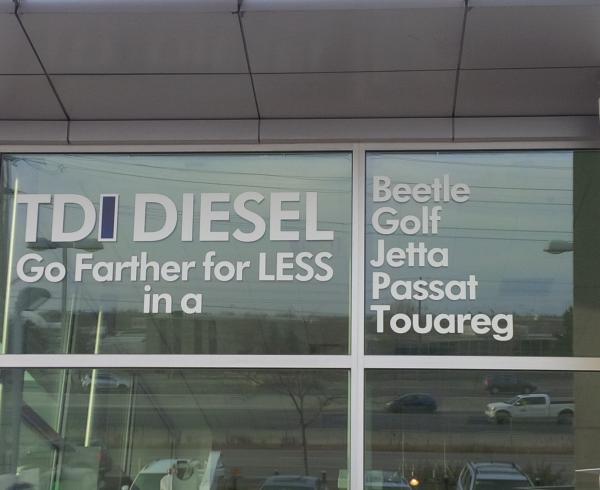 TDI DIESEL
Go Farther for LESS
in a
Beetle
Golf
Jetta
Passat
Touareg